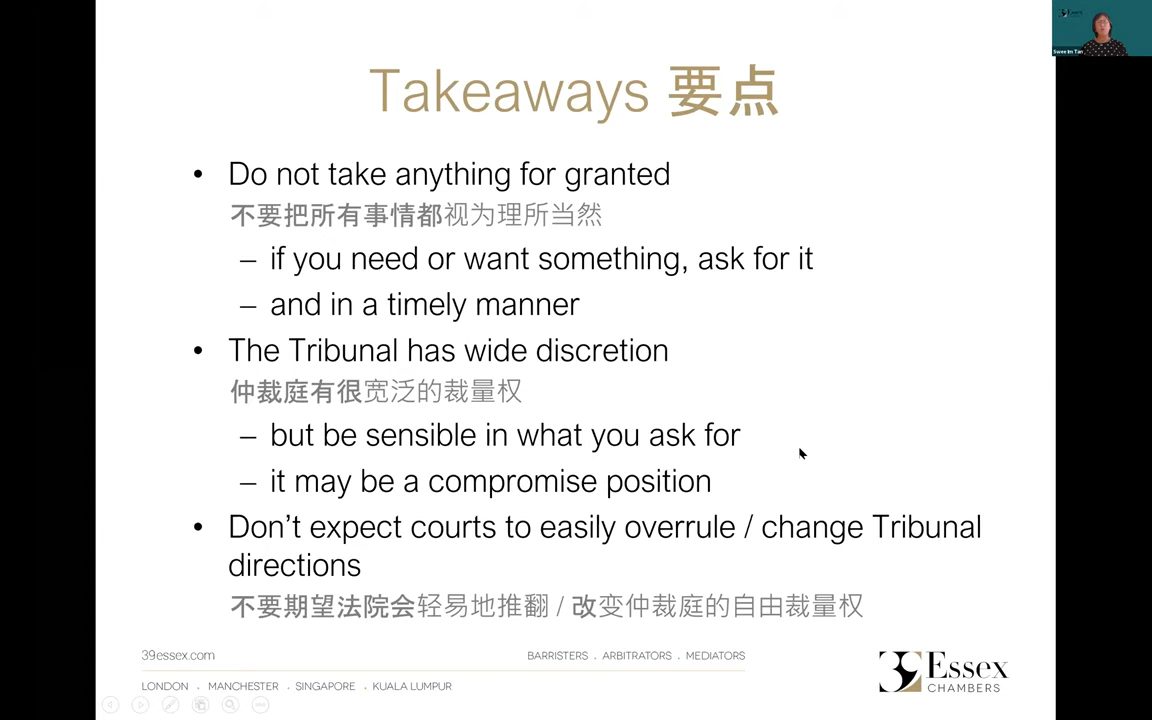 Takeaways 要点
• Do not take anything for granted
不要把所有事情都视为理所当然
– if you need or want something, ask for it
– and in a timely manner
• The Tribunal has wide discretion
仲裁庭有很宽泛的裁量权
– but be sensible in what you ask for
– it may be a compromise position
• Don't expect courts to easily overrule / change Tribunal
directions
不要期望法院会轻易地推翻 / 改变仲裁庭的自由裁量权
39essex.com
BARRISTERS . ARBITRATORS . MEDIATORS
LONDON . MANCHESTER . SINGAPORE . KUALA LUMPUR
39 Essex
CHAMBERS
39 Essex
Swee Im Tan